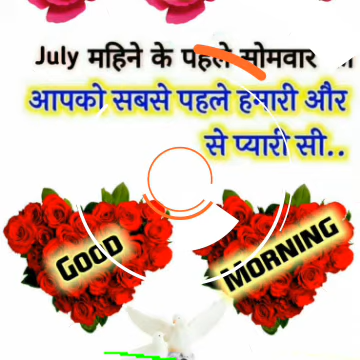 July महिने के पहले सोमवार
आपको सबसे पहले हमारी और
से प्यारी सी..
GOOD
MORNING